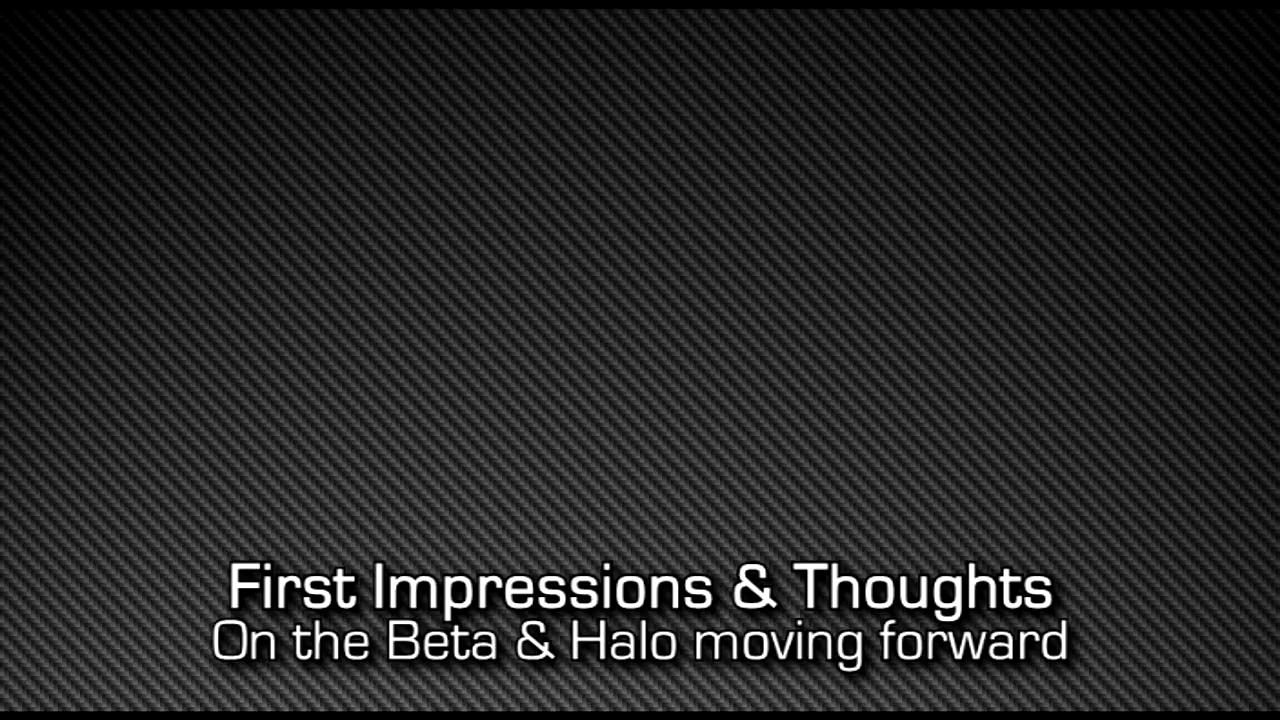 First Impressions & Thoughts
On the Beta & Halo moving forward